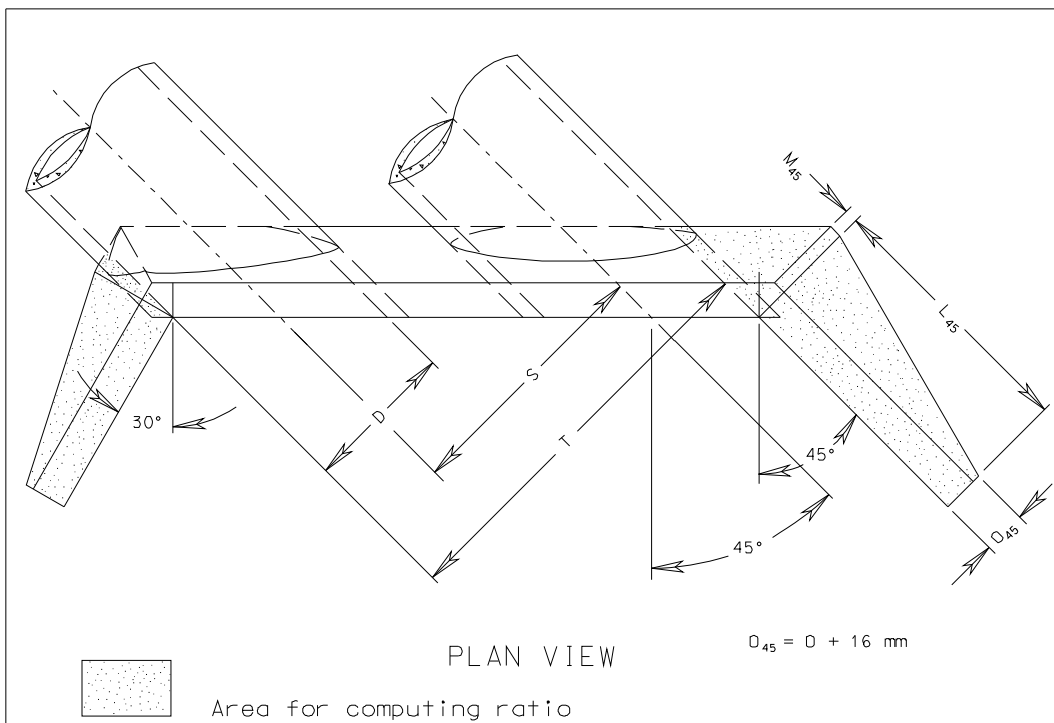 M45
L45
S
D
T
30°
45°
45°
O45
PLAN VIEW
O45 = O + 16 mm
Area for computing ratio